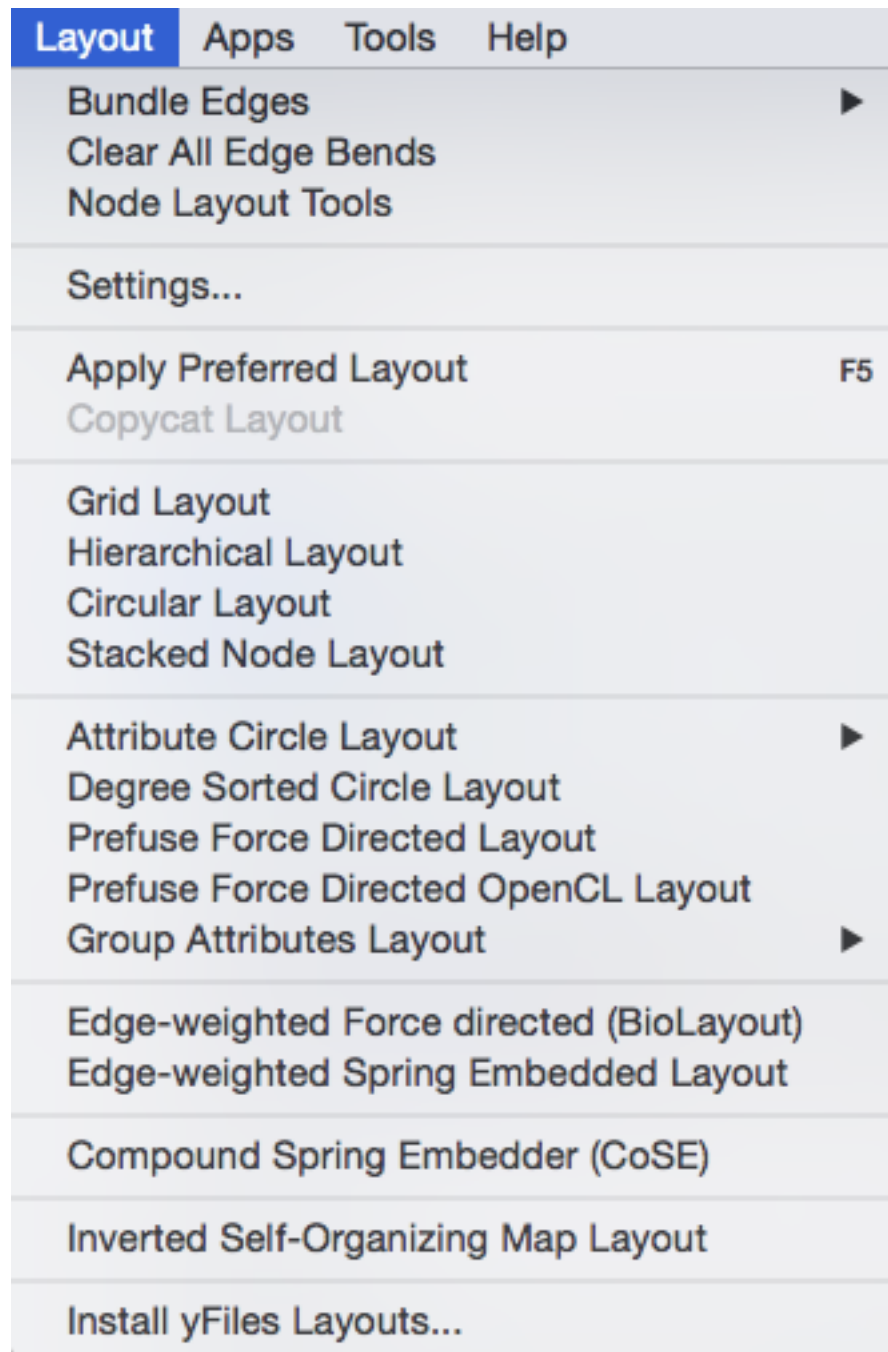 Layout Apps Tools Help
Bundle Edges ▶
Clear All Edge Bends
Node Layout Tools
Settings...
Apply Preferred Layout F5
Copycat Layout
Grid Layout
Hierarchical Layout
Circular Layout
Stacked Node Layout
Attribute Circle Layout ▶
Degree Sorted Circle Layout
Prefuse Force Directed Layout
Prefuse Force Directed OpenCL Layout
Group Attributes Layout ▶
Edge-weighted Force directed (BioLayout)
Edge-weighted Spring Embedded Layout
Compound Spring Embedder (CoSE)
Inverted Self-Organizing Map Layout
Install yFiles Layouts...